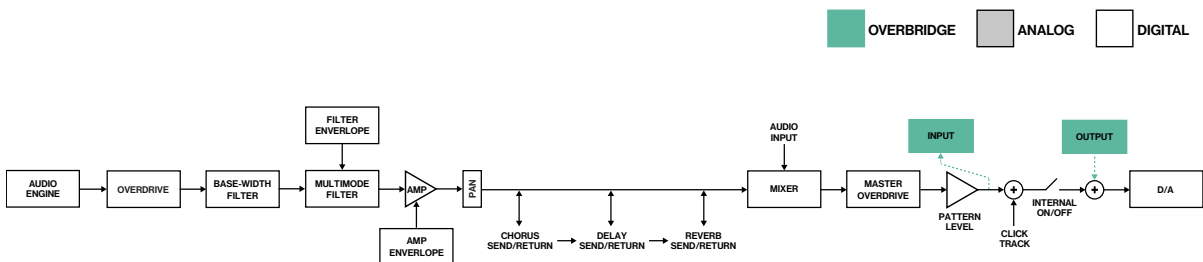 OVERBRIDGE
ANALOG
DIGITAL
FILTER
ENVERLOPE
AUDIO
INPUT
INPUT
OUTPUT
AUDIO
ENGINE
OVERDRIVE
BASE-WIDTH
FILTER
MULTIMODE
FILTER
AMP
PAN
MIXER
MASTER
OVERDRIVE
D/A
PATTERN
LEVEL
INTERNAL
ON/OFF
CLICK
TRACK
AMP
ENVELOPE
CHORUS
SEND/RETURN
DELAY
SEND/RETURN
REVERB
SEND/RETURN